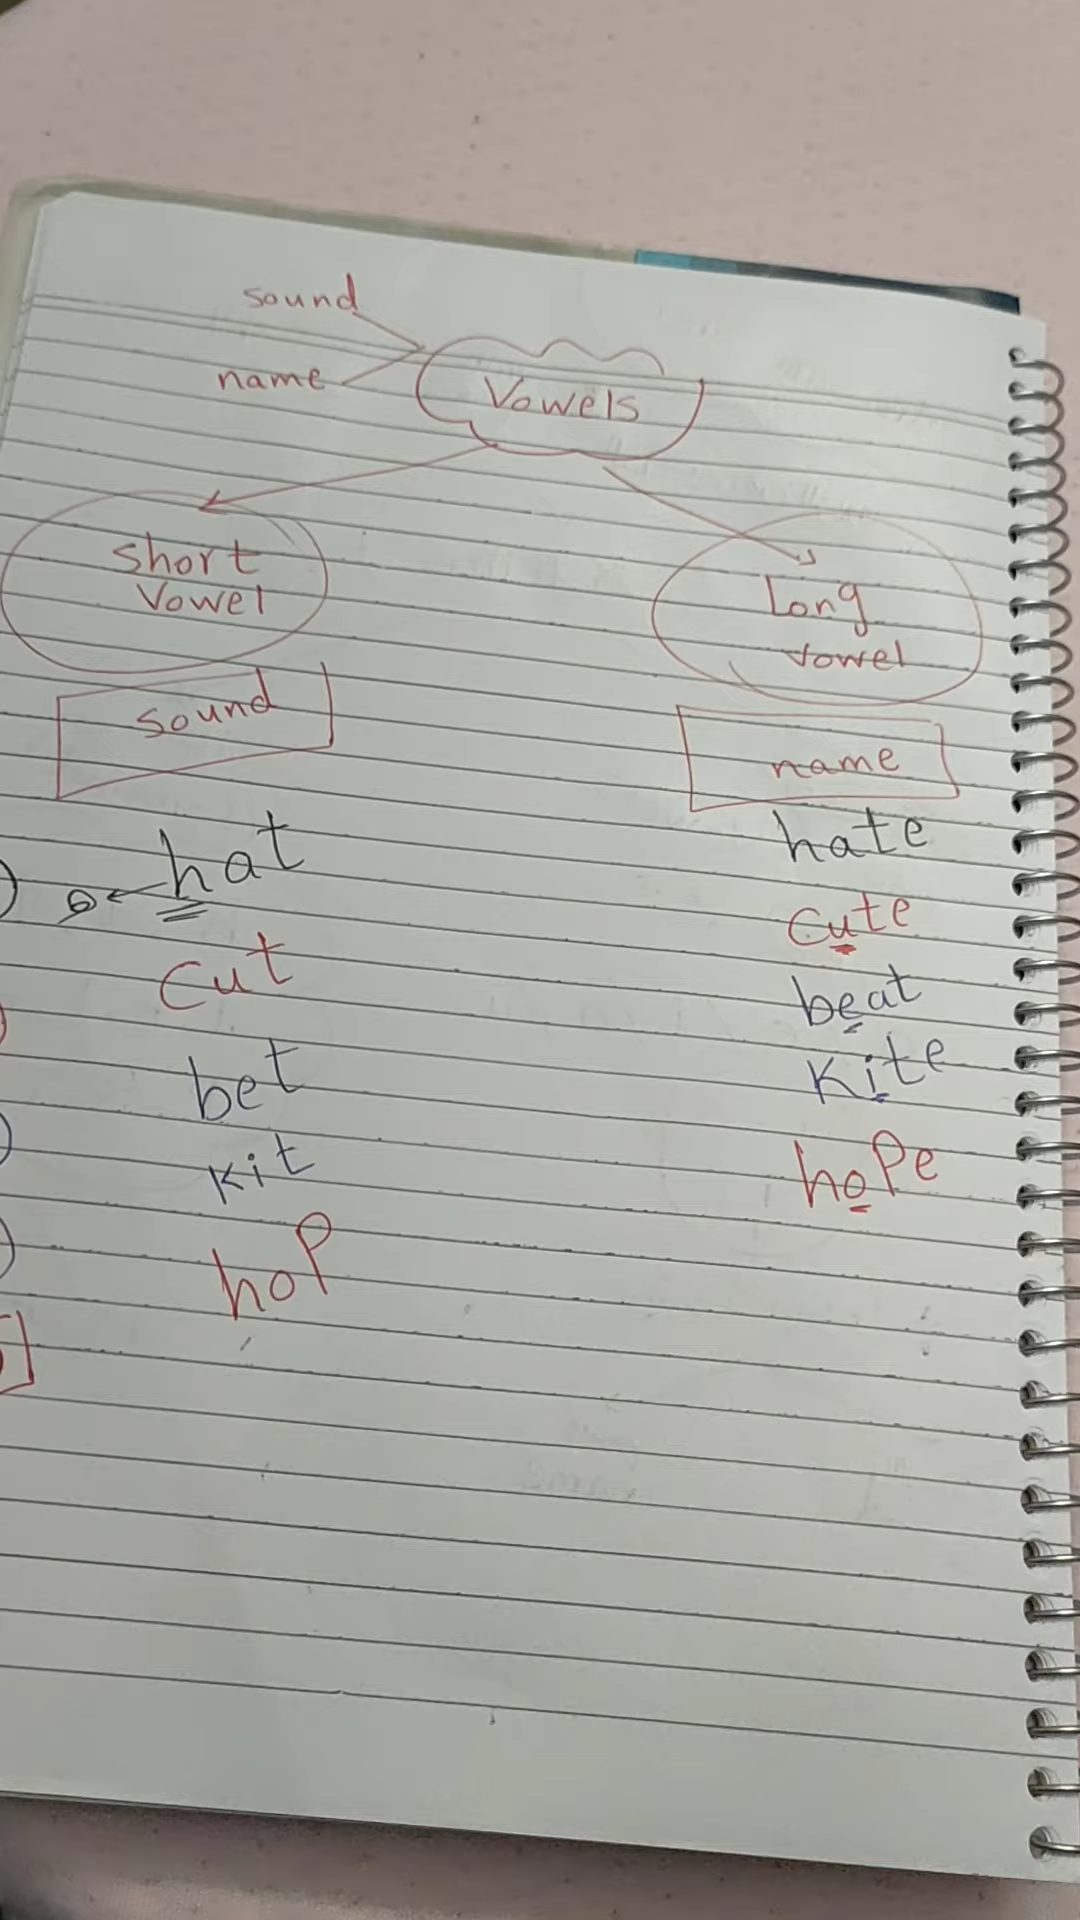 sound
name
Vowels
short
Vowel
Long
vowel
sound
name
hat
hate
cut
cute
bet
beat
kit
kite
hop
hope